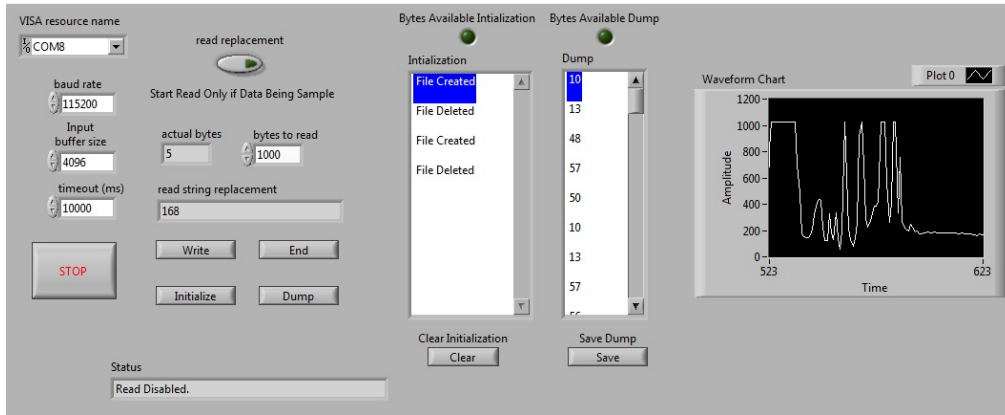 VISA resource name
COM8
baud rate
115200
Input
buffer size
4096
timeout (ms)
10000
STOP
read replacement
Start Read Only if Data Being Sample
actual bytes
5
bytes to read
1000
read string replacement
168
Write
End
Initialize
Dump
Status
Read Disabled.
Bytes Available Intialization
Intialization
File Created
File Deleted
File Created
File Deleted
Clear Initialization
Clear
Bytes Available Dump
Dump
10
13
48
57
50
10
13
57
Save Dump
Save
Waveform Chart
Plot 0
Amplitude
1200
1000
800
600
400
200
0
523
623
Time